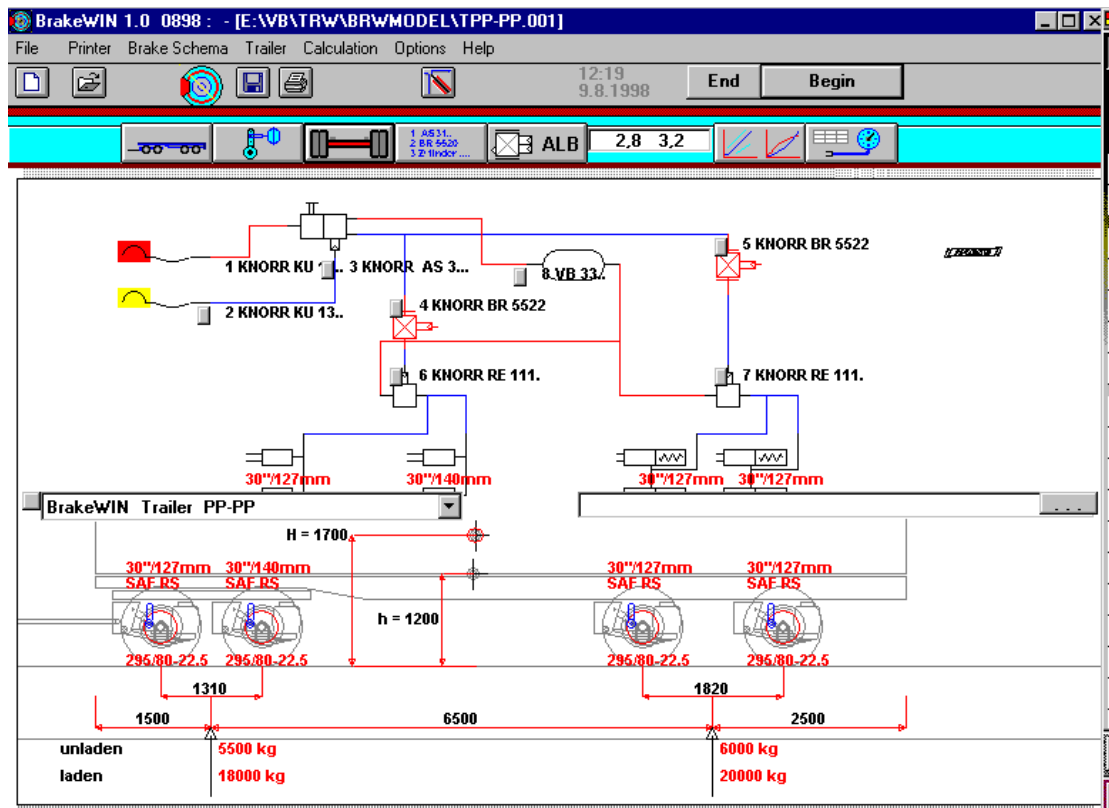 BrakeWIN 1.0 0898 : - [E:\VB\TRW\BRWMODEL\TPP-PP.001]
File Printer Brake Schema Trailer Calculation Options Help
12:19
9.8.1998
End
Begin
1 AS31..
2 BR 5520
ALB
2,8 3,2
5 KNORR BR 5522
1 KNORR KU 1... 3 KNORR AS 3...
8.VB 33..
2 KNORR KU 13..
4 KNORR BR 5522
6 KNORR RE 111.
7 KNORR RE 111.
30"/127mm 30"/140mm 30"/127mm 30"/127mm
BrakeWIN Trailer PP-PP
. . .
H = 1700
30"/127mm 30"/140mm 30"/127mm 30"/127mm
SAF RS SAF RS SAF RS SAF RS
h = 1200
295/80-22.5 295/80-22.5 295/80-22.5 295/80-22.5
1310 1820
1500 6500 2500
unladen 5500 kg 6000 kg
laden 18000 kg 20000 kg